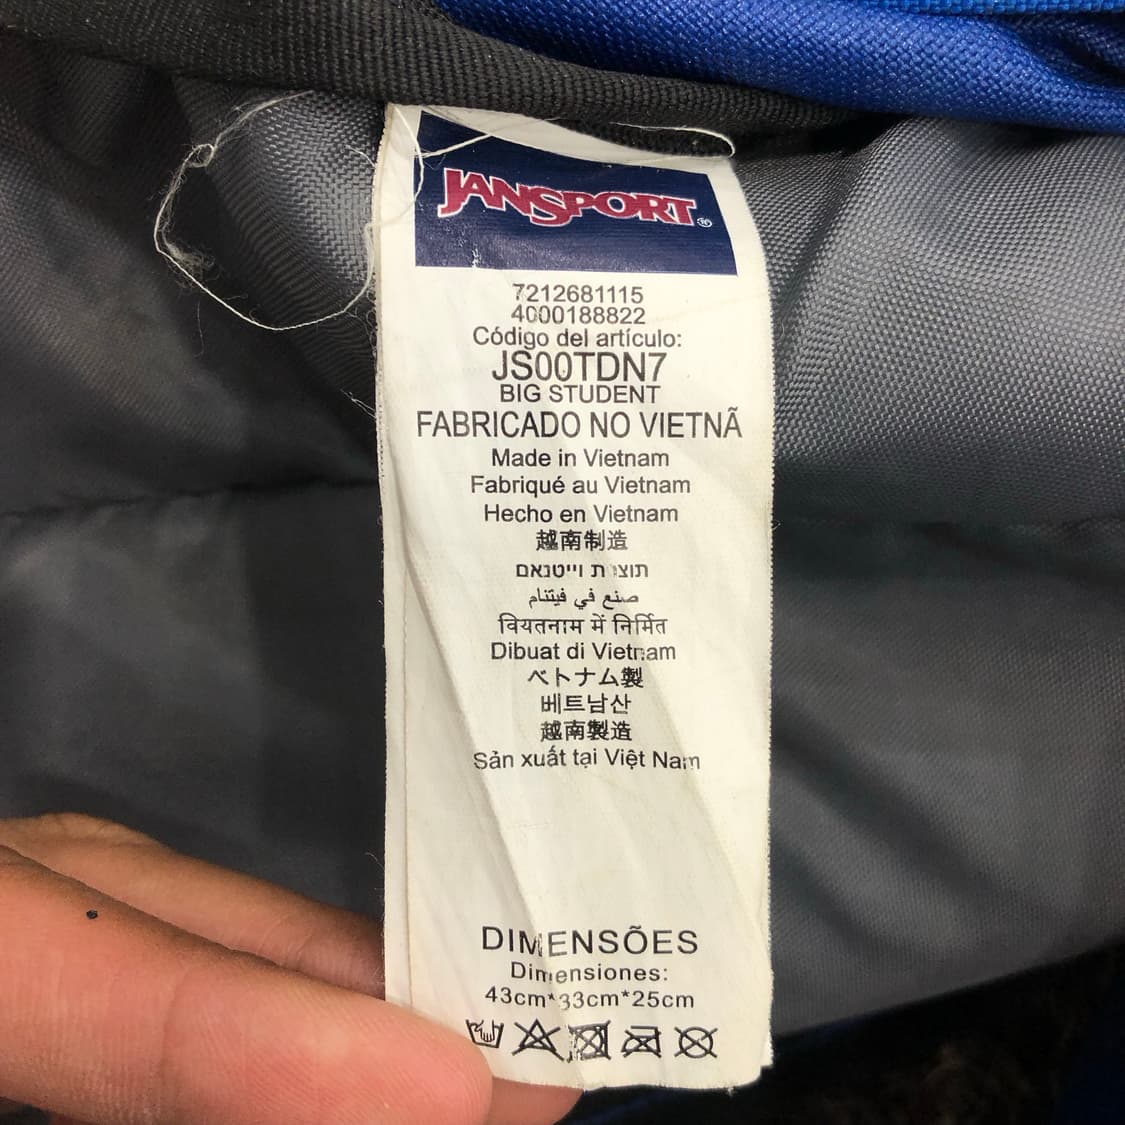 JANSPORT®
7212681115
4000188822
Código del artículo:
JS00TDN7
BIG STUDENT
FABRICADO NO VIETNÃ
Made in Vietnam
Fabriqué au Vietnam
Hecho en Vietnam
越南制造
תוצרת וייטנאם
صنع في فيتنام
वियतनाम में निर्मित
Dibuat di Vietnam
ベトナム製
베트남산
越南製造
Sản xuất tại Việt Nam
DIMENSÕES
Dimensiones:
43cm*33cm*25cm